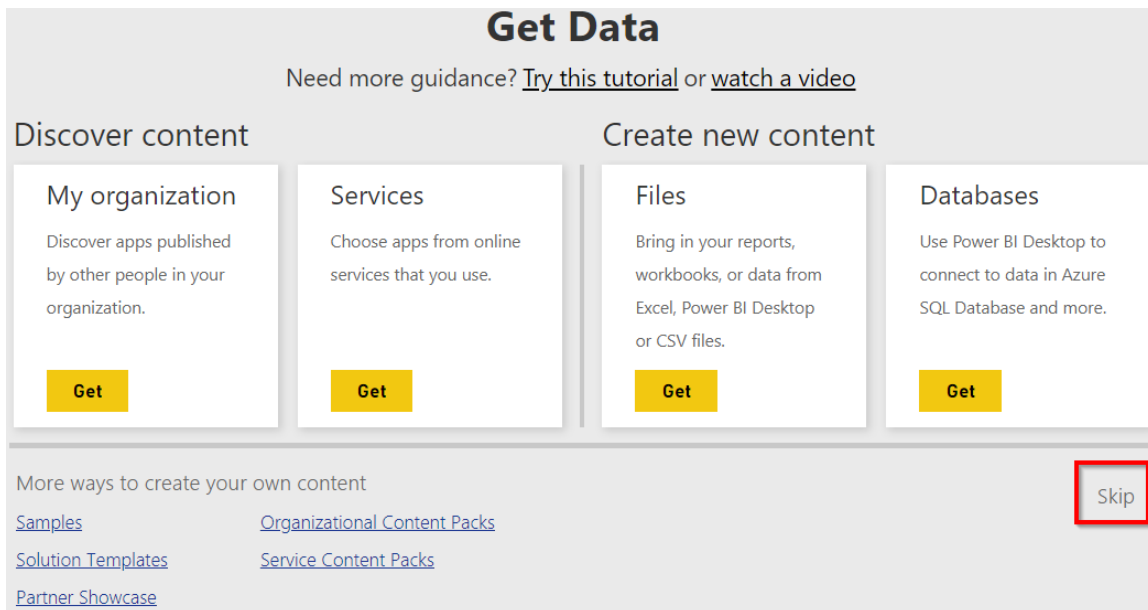 Get Data
Need more guidance? Try this tutorial or watch a video
Discover content
My organization
Discover apps published
by other people in your
organization.
Get
Services
Choose apps from online
services that you use.
Get
Create new content
Files
Bring in your reports,
workbooks, or data from
Excel, Power BI Desktop
or CSV files.
Get
Databases
Use Power BI Desktop to
connect to data in Azure
SQL Database and more.
Get
More ways to create your own content
Samples
Organizational Content Packs
Solution Templates
Service Content Packs
Partner Showcase
Skip